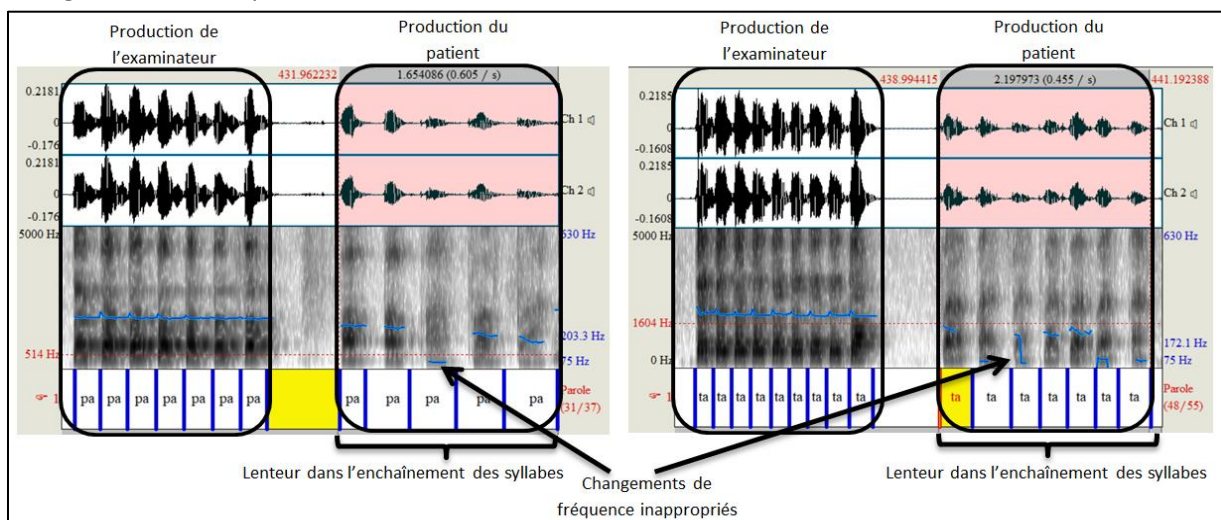 Production de
l'examinateur
Production du
patient
Production de
l'examinateur
Production du
patient
431.962232 1.654086 (0.605 / s)
438.994415 2.197973 (0.455 / s) 441.192388
0.2181
0
-0.176
Ch 1
0.2181
0
-0.176
Ch 2
5000 Hz
630 Hz
514 Hz
203.3 Hz
75 Hz
1
pa pa pa pa pa pa pa pa pa pa pa pa
Parole
(31/37)
0.2185
0
-0.1608
Ch 1
0.2185
0
-0.1608
Ch 2
5000 Hz
630 Hz
1604 Hz
0 Hz
172.1 Hz
75 Hz
1
ta ta ta ta ta ta ta ta ta ta ta ta ta ta ta
Parole
(48/55)
Lenteur dans l'enchaînement des syllabes
Lenteur dans l'enchaînement des syllabes
Changements de
fréquence inappropriés